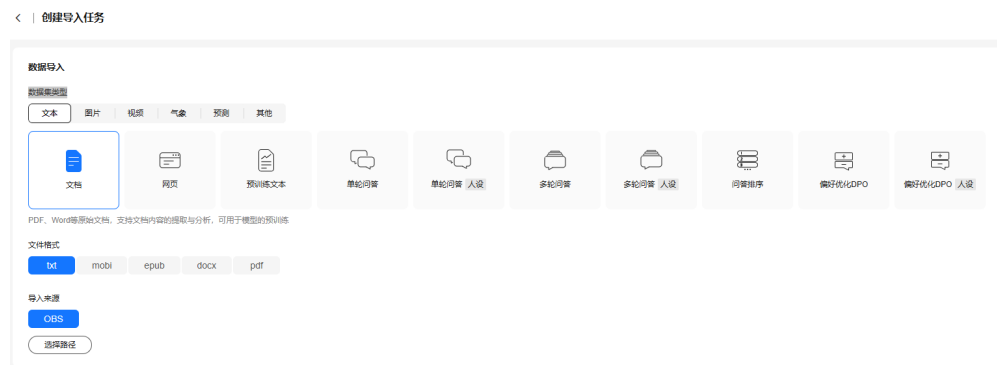 创建导入任务
数据导入
数据集类型
文本 图片 视频 气象 预测 其他
文档 网页 预训练文本 单轮问答 单轮问答 人设 多轮问答 多轮问答 人设 问答排序 偏好优化DPO 偏好优化DPO 人设
PDF、Word等原始文档，支持文档内容的提取与分析，可用于模型的预训练
文件格式
txt mobi epub docx pdf
导入来源
OBS
选择路径